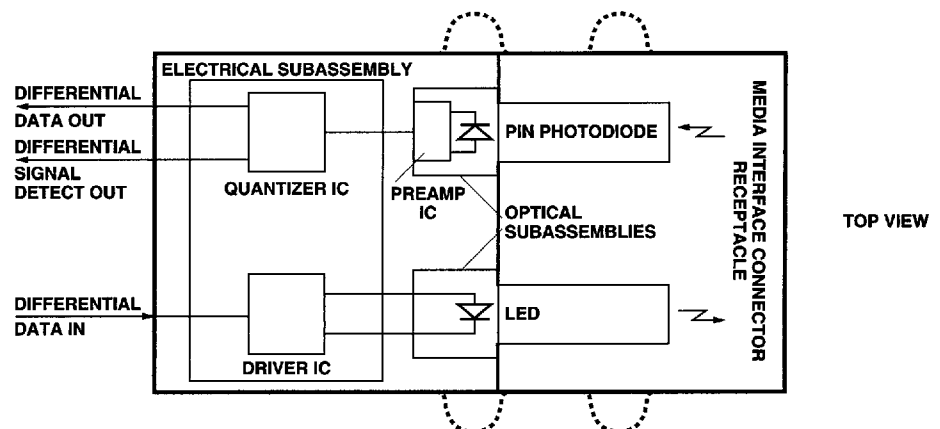 ELECTRICAL SUBASSEMBLY
DIFFERENTIAL
DATA OUT
DIFFERENTIAL
SIGNAL
DETECT OUT
QUANTIZER IC
PREAMP
IC
PIN PHOTODIODE
OPTICAL
SUBASSEMBLIES
MEDIA INTERFACE CONNECTOR
RECEPTACLE
TOP VIEW
DIFFERENTIAL
DATA IN
DRIVER IC
LED